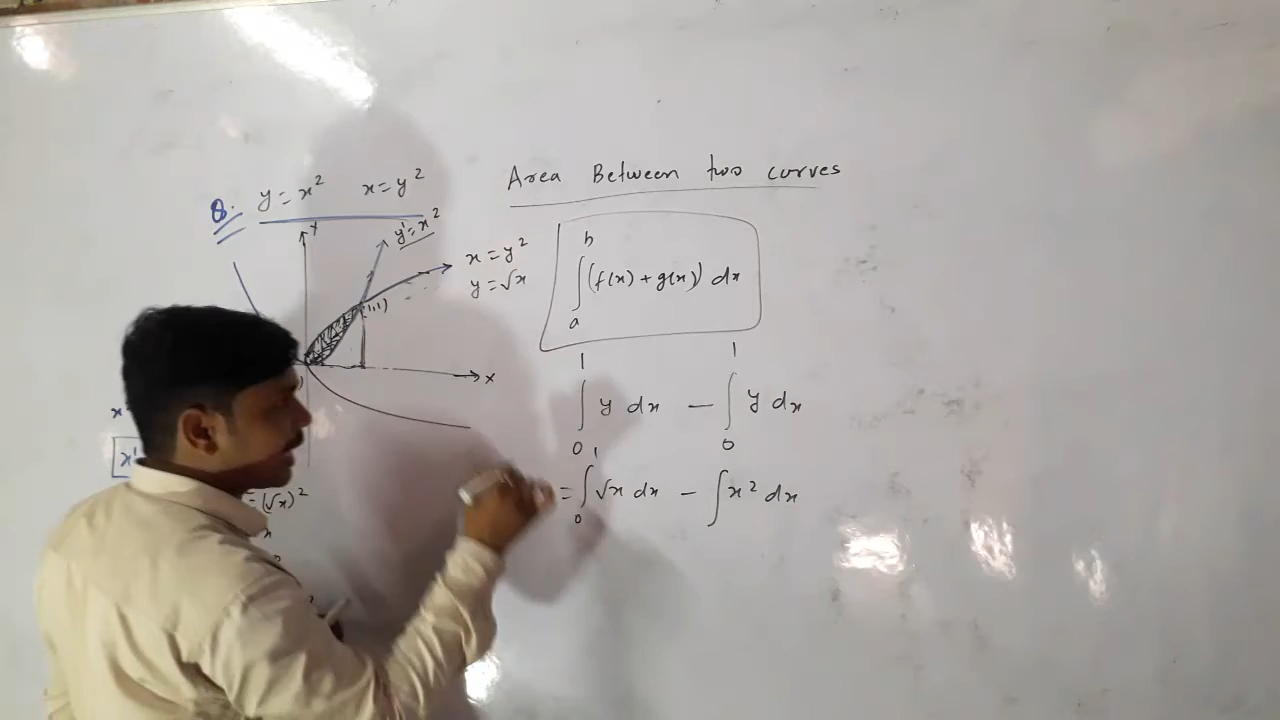 Area Between two curves
Q. y = x² x = y²
Y
y = x²
x = y²
y = √x
(1,1)
X
b
∫ (f(x) + g(x)) dx
a
1 1
∫ y dx − ∫ y dx
0 0
1
= ∫ √x dx − ∫ x² dx
0
= (√x)²
x